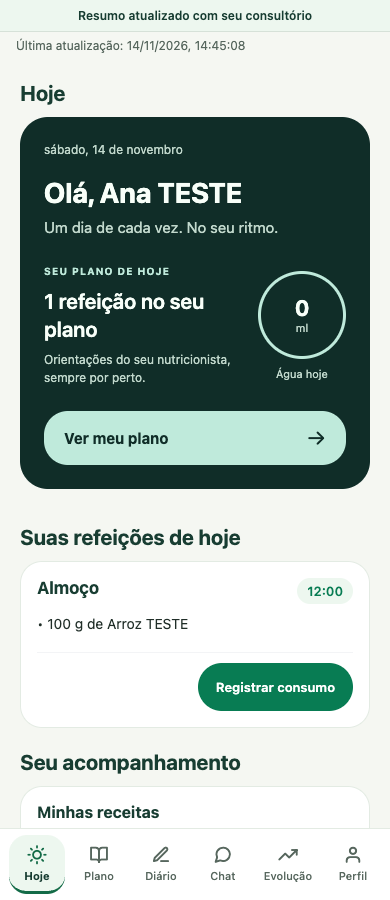 Resumo atualizado com seu consultório
Última atualização: 14/11/2026, 14:45:08
Hoje
sábado, 14 de novembro
Olá, Ana TESTE
Um dia de cada vez. No seu ritmo.
SEU PLANO DE HOJE
1 refeição no seu
plano
Orientações do seu nutricionista,
sempre por perto.
0
ml
Água hoje
Ver meu plano
Suas refeições de hoje
Almoço
12:00
• 100 g de Arroz TESTE
Registrar consumo
Seu acompanhamento
Minhas receitas
Hoje
Plano
Diário
Chat
Evolução
Perfil